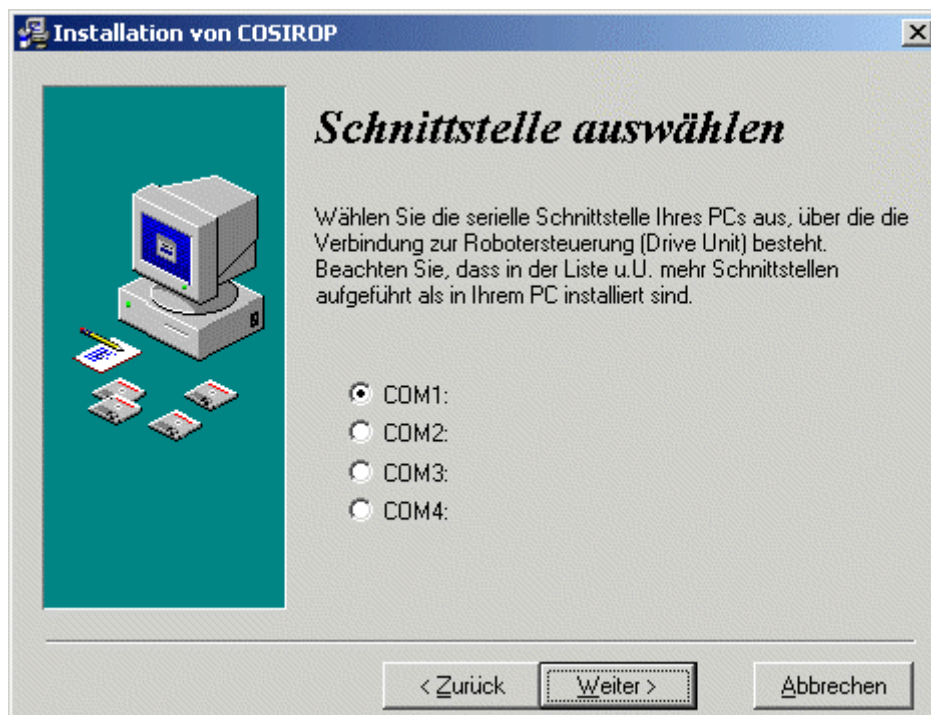 Installation von COSIROP
Schnittstelle auswählen
Wählen Sie die serielle Schnittstelle Ihres PCs aus, über die die
Verbindung zur Robotersteuerung (Drive Unit) besteht.
Beachten Sie, dass in der Liste u.U. mehr Schnittstellen
aufgeführt als in Ihrem PC installiert sind.
COM1:
COM2:
COM3:
COM4:
< Zurück Weiter > Abbrechen